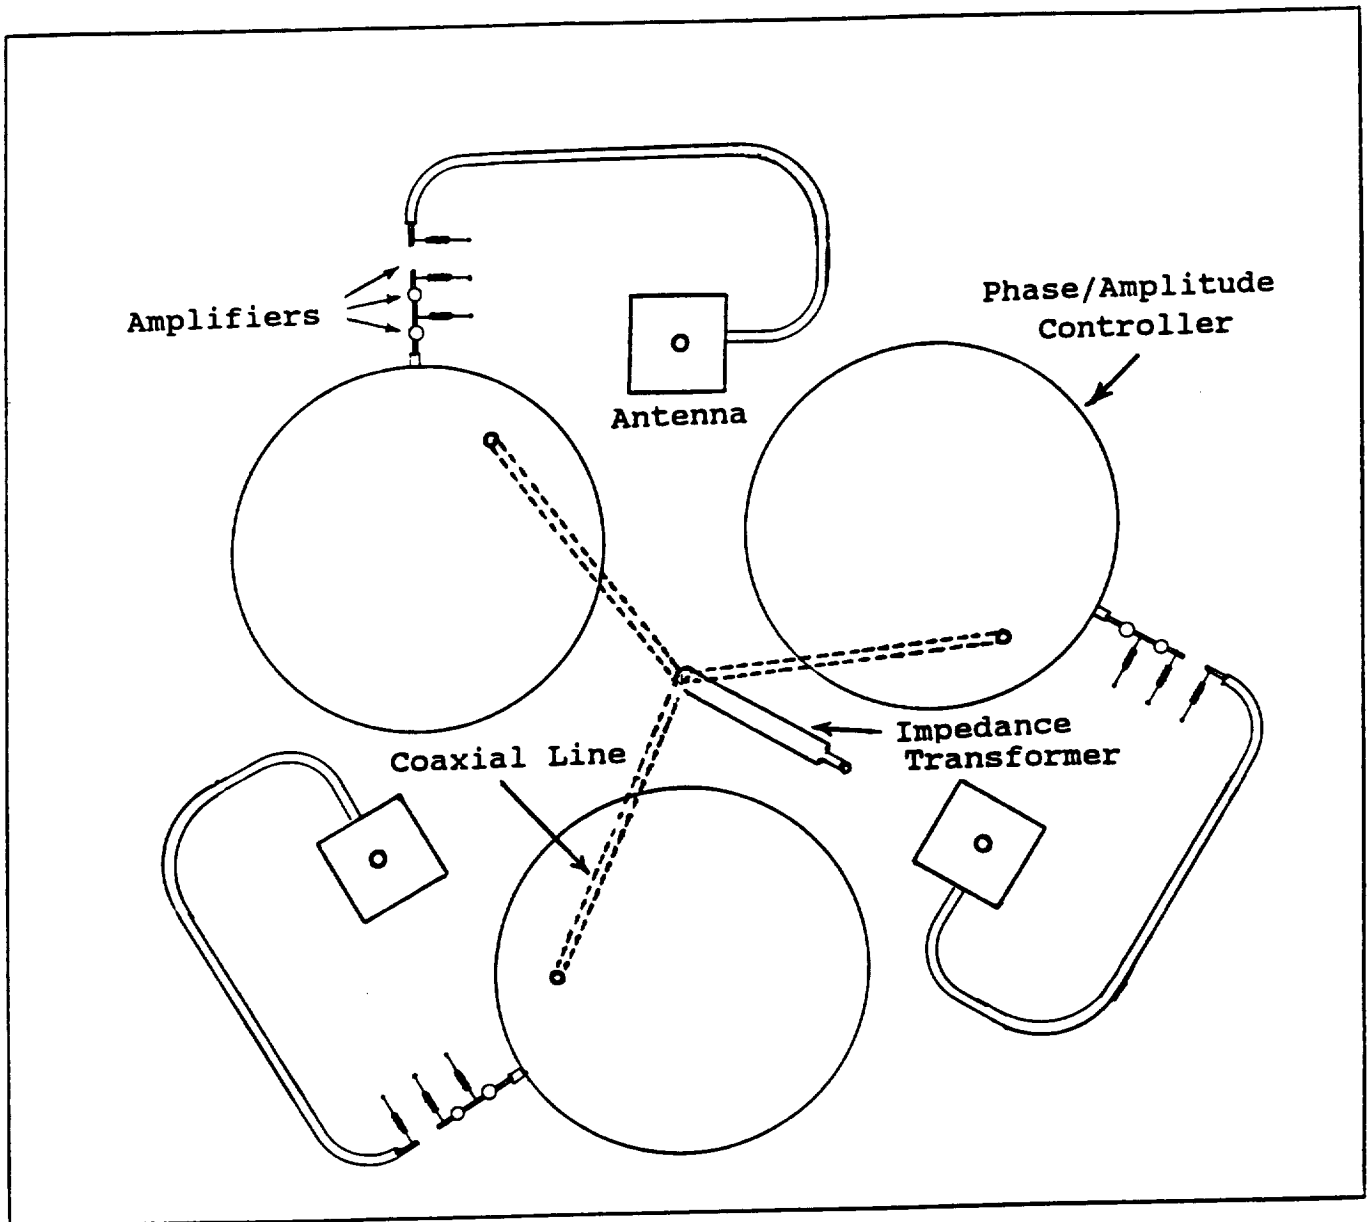 Phase/Amplitude
Controller
Amplifiers
Antenna
Impedance
Transformer
Coaxial Line